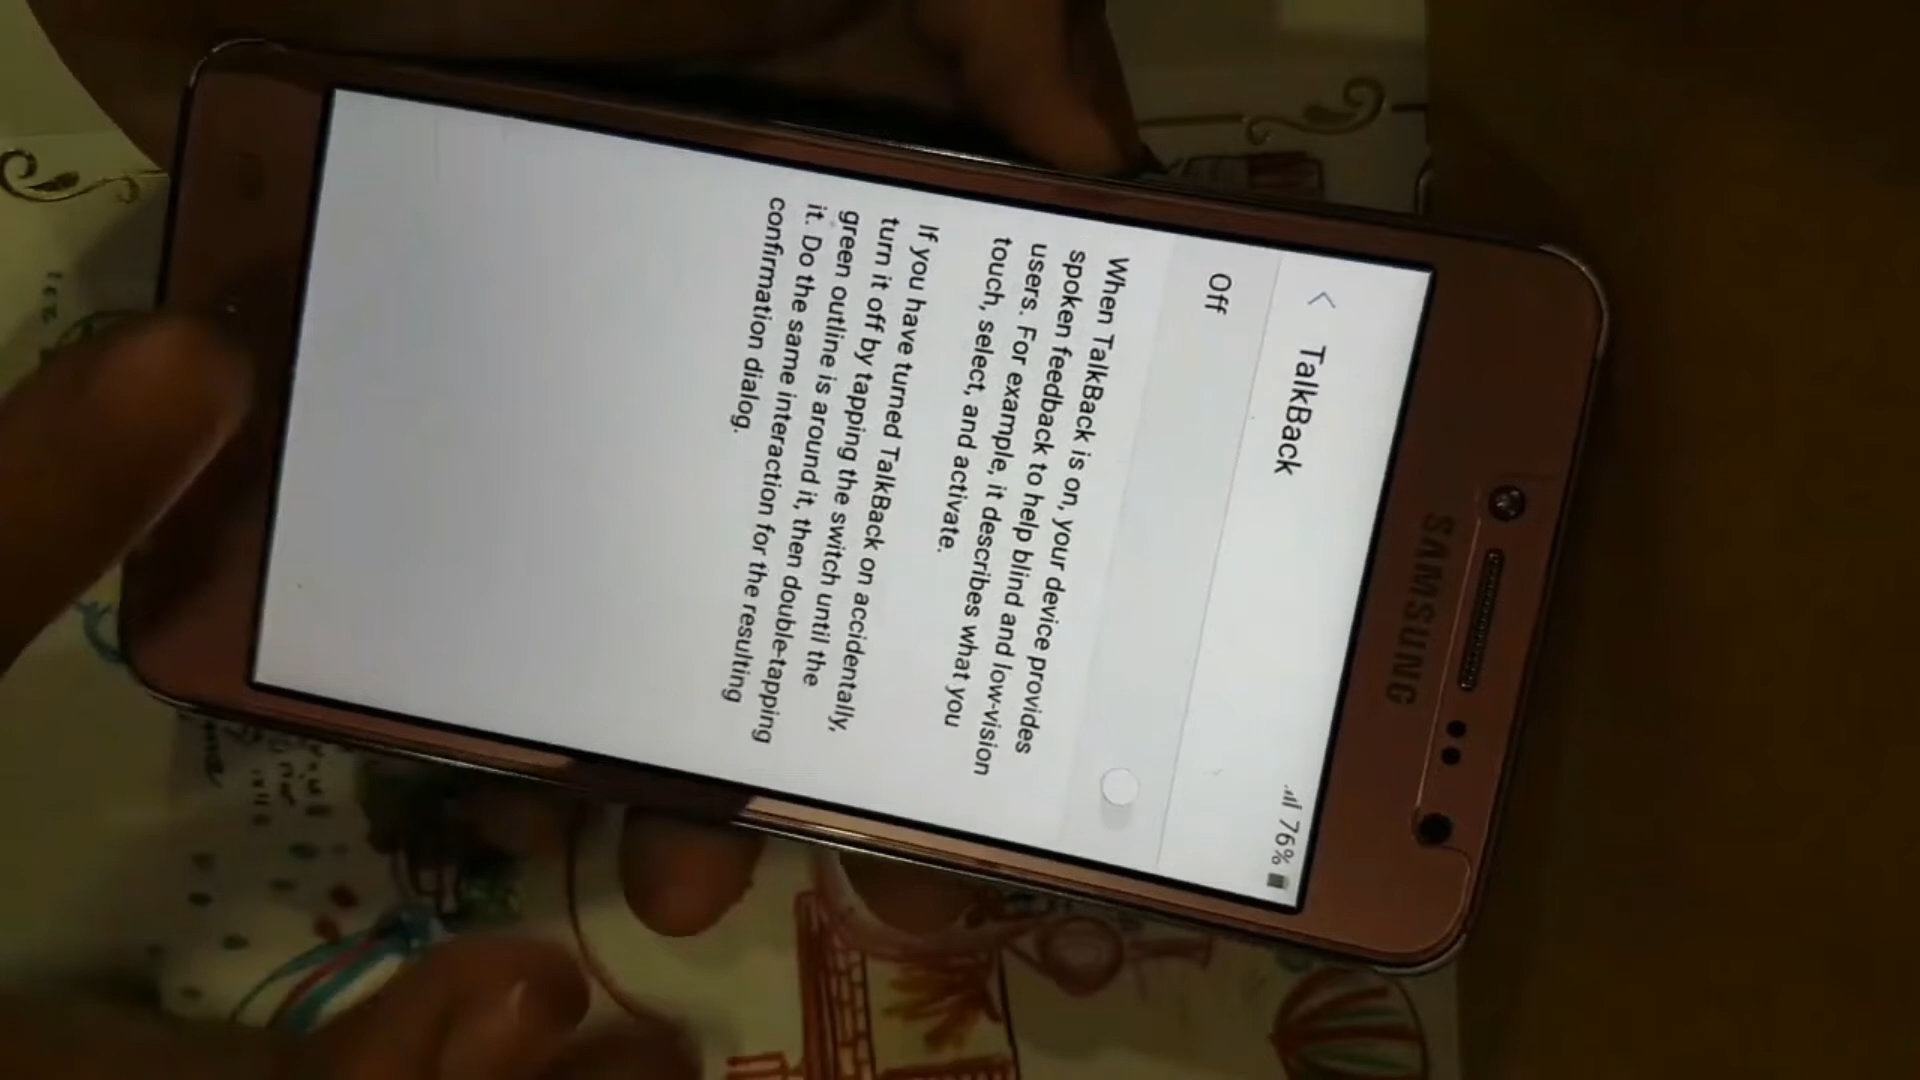 SAMSUNG
76%
TalkBack
Off
When TalkBack is on, your device provides
spoken feedback to help blind and low-vision
users. For example, it describes what you
touch, select, and activate.
If you have turned TalkBack on accidentally,
turn it off by tapping the switch until the
green outline is around it, then double-tapping
it. Do the same interaction for the resulting
confirmation dialog.